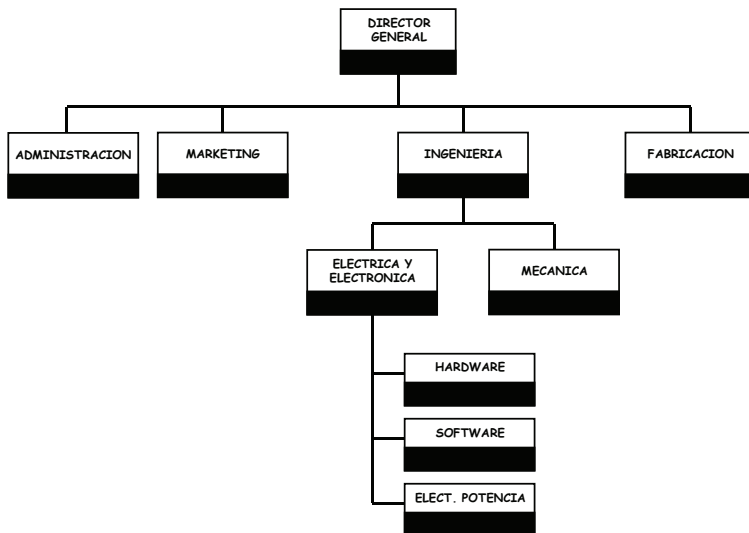 DIRECTOR
GENERAL
ADMINISTRACION
MARKETING
INGENIERIA
FABRICACION
ELECTRICA Y
ELECTRONICA
MECANICA
HARDWARE
SOFTWARE
ELECT. POTENCIA